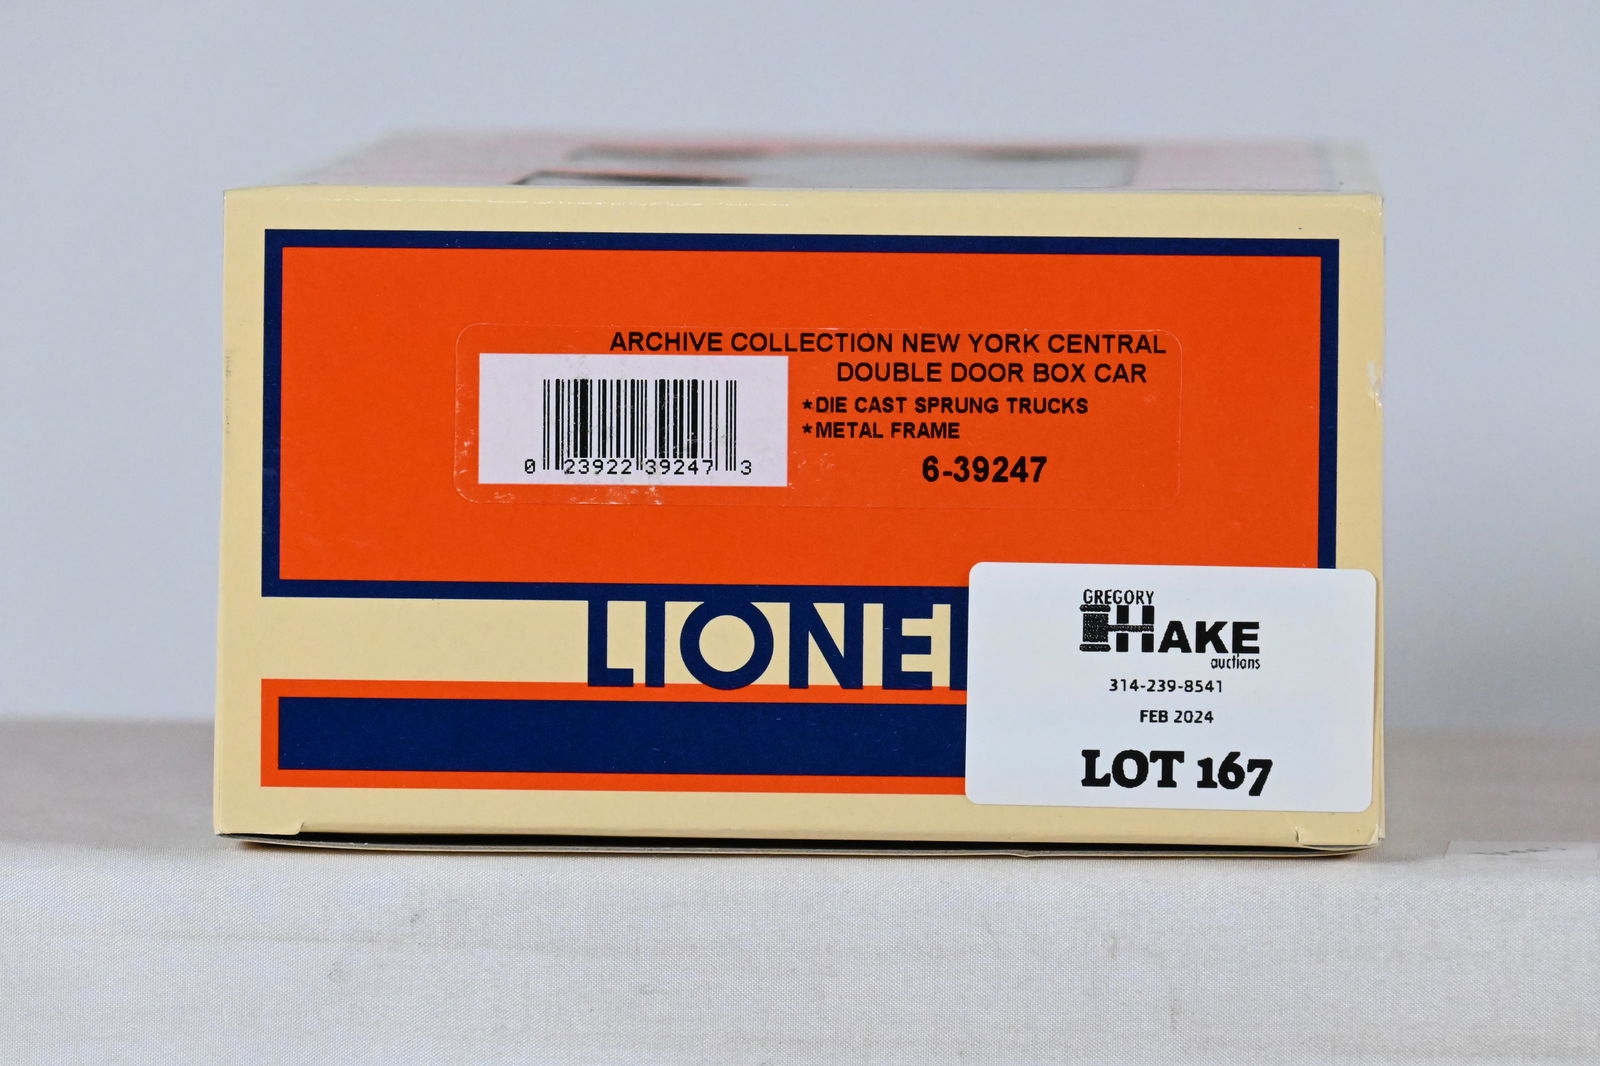 ARCHIVE COLLECTION NEW YORK CENTRAL
DOUBLE DOOR BOX CAR
*DIE CAST SPRUNG TRUCKS
*METAL FRAME
0 23922 39247 3
6-39247
LIONEL
GREGORY
HAKE
auctions
314-239-8541
FEB 2024
LOT 167